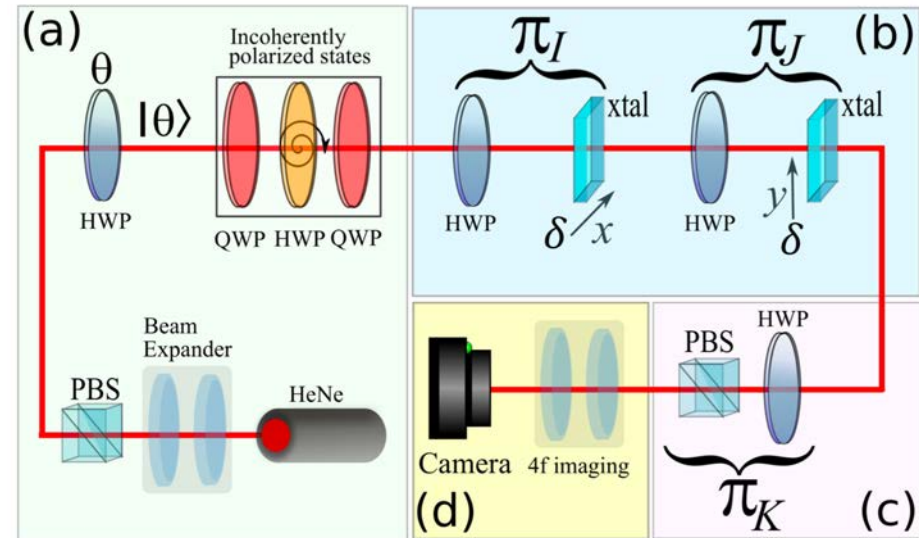 (a)
θ
|θ⟩
HWP
Incoherently
polarized states
QWP HWP QWP
PBS
Beam
Expander
HeNe
(b)
π_I
HWP
xtal
δ x
π_J
HWP
xtal
y δ
(c)
HWP
PBS
π_K
(d)
Camera
4f imaging